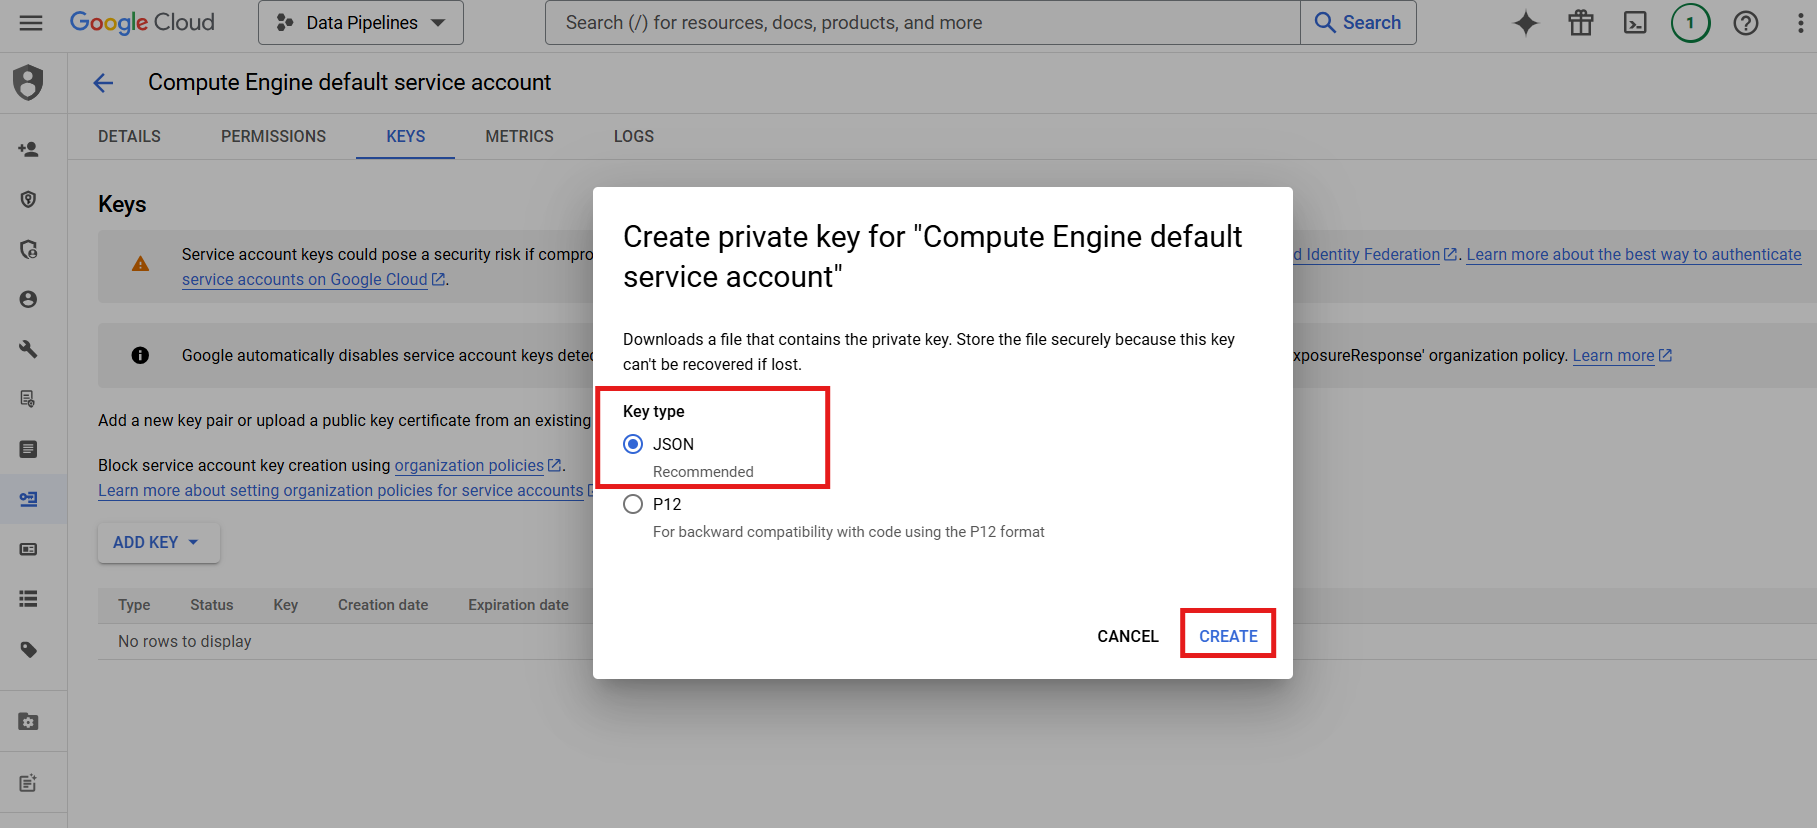 Google Cloud
Data Pipelines
Search (/) for resources, docs, products, and more
Search
1
Compute Engine default service account
DETAILS PERMISSIONS KEYS METRICS LOGS
Keys
Service account keys could pose a security risk if compro
d Identity Federation . Learn more about the best way to authenticate
service accounts on Google Cloud .
Google automatically disables service account keys detec
xposureResponse' organization policy. Learn more
Add a new key pair or upload a public key certificate from an existing
Block service account key creation using organization policies .
Learn more about setting organization policies for service accounts
ADD KEY
Type Status Key Creation date Expiration date
No rows to display
Create private key for "Compute Engine default
service account"
Downloads a file that contains the private key. Store the file securely because this key
can't be recovered if lost.
Key type
JSON
Recommended
P12
For backward compatibility with code using the P12 format
CANCEL CREATE